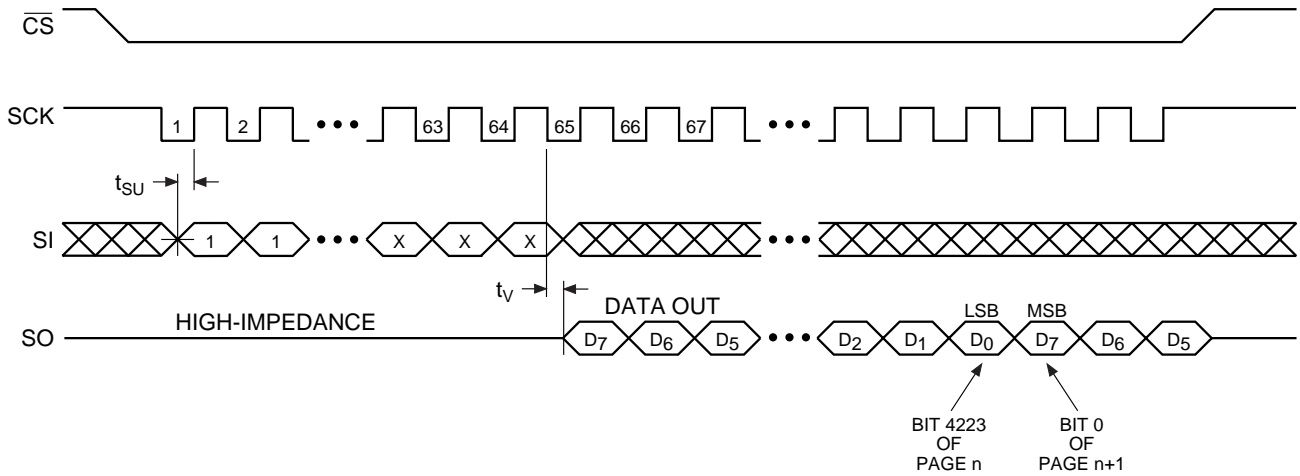 CS
SCK 1 2 ••• 63 64 65 66 67 •••
tSU
SI 1 1 ••• X X X •••
tV
HIGH-IMPEDANCE DATA OUT LSB MSB
SO D7 D6 D5 ••• D2 D1 D0 D7 D6 D5
BIT 4223
OF
PAGE n
BIT 0
OF
PAGE n+1